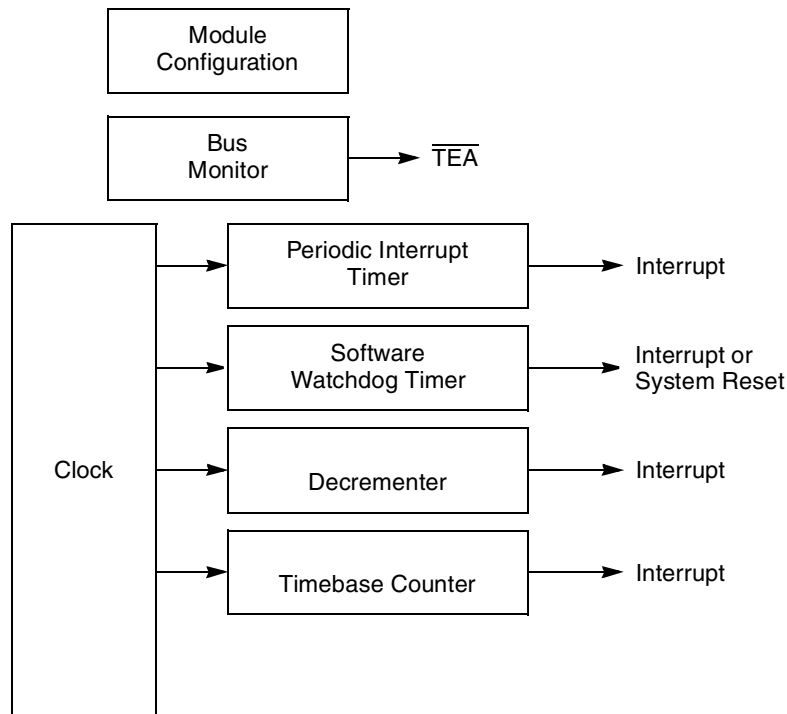 Module
Configuration
Bus
Monitor
T̅E̅A̅
Periodic Interrupt
Timer
Interrupt
Software
Watchdog Timer
Interrupt or
System Reset
Clock
Decrementer
Interrupt
Timebase Counter
Interrupt